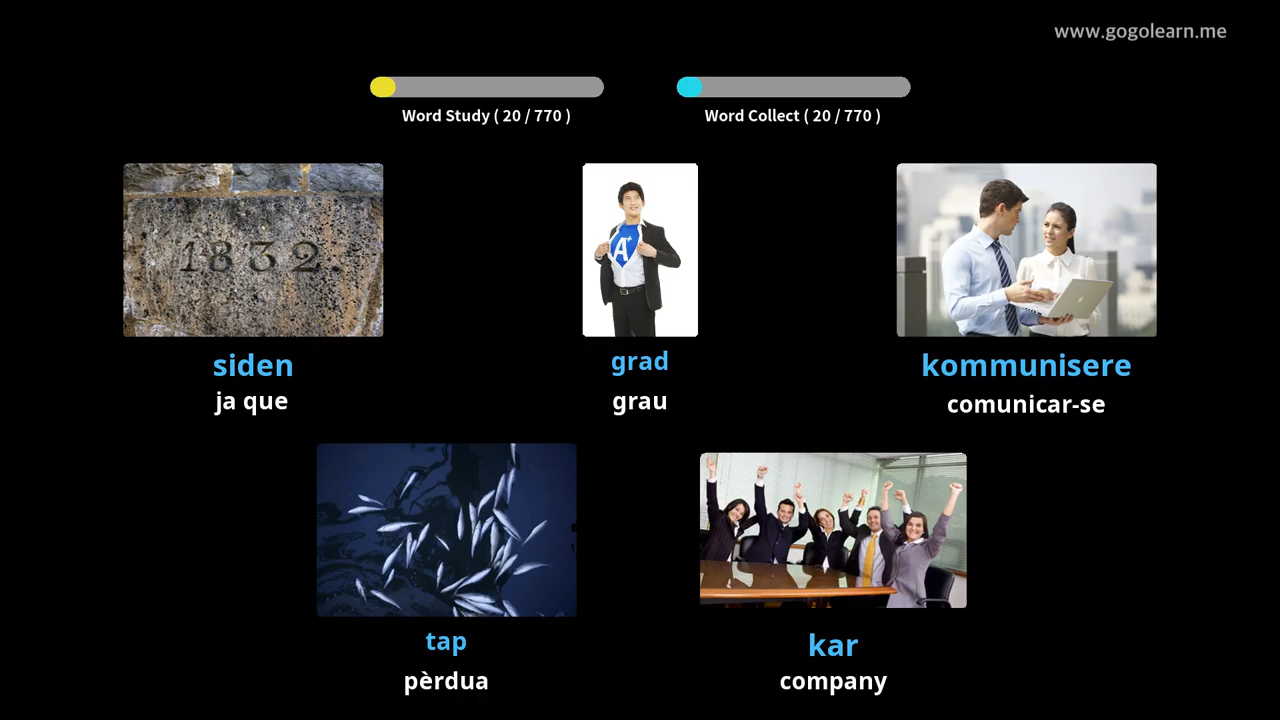 www.gogolearn.me
Word Study ( 20 / 770 )
Word Collect ( 20 / 770 )
1832.
A+
siden
ja que
grad
grau
kommunisere
comunicar-se
tap
pèrdua
kar
company